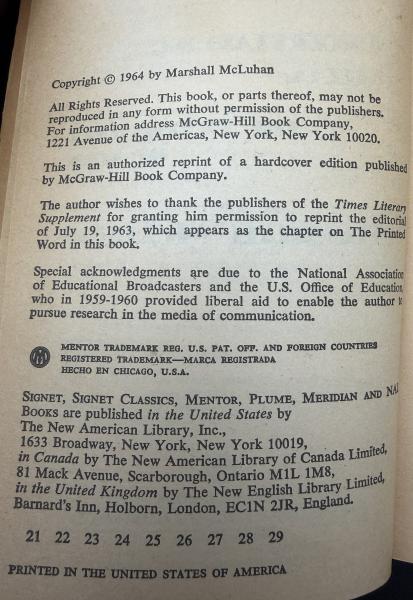 Copyright © 1964 by Marshall McLuhan
All Rights Reserved. This book, or parts thereof, may not be
reproduced in any form without permission of the publishers.
For information address McGraw-Hill Book Company,
1221 Avenue of the Americas, New York, New York 10020.
This is an authorized reprint of a hardcover edition published
by McGraw-Hill Book Company.
The author wishes to thank the publishers of the Times Literary
Supplement for granting him permission to reprint the editorial
of July 19, 1963, which appears as the chapter on The Printed
Word in this book.
Special acknowledgments are due to the National Association
of Educational Broadcasters and the U.S. Office of Education,
who in 1959-1960 provided liberal aid to enable the author to
pursue research in the media of communication.
MENTOR TRADEMARK REG. U.S. PAT. OFF. AND FOREIGN COUNTRIES
REGISTERED TRADEMARK—MARCA REGISTRADA
HECHO EN CHICAGO, U.S.A.
SIGNET, SIGNET CLASSICS, MENTOR, PLUME, MERIDIAN AND NAL
BOOKS are published in the United States by
The New American Library, Inc.,
1633 Broadway, New York, New York 10019,
in Canada by The New American Library of Canada Limited,
81 Mack Avenue, Scarborough, Ontario M1L 1M8,
in the United Kingdom by The New English Library Limited,
Barnard's Inn, Holborn, London, EC1N 2JR, England.
21 22 23 24 25 26 27 28 29
PRINTED IN THE UNITED STATES OF AMERICA